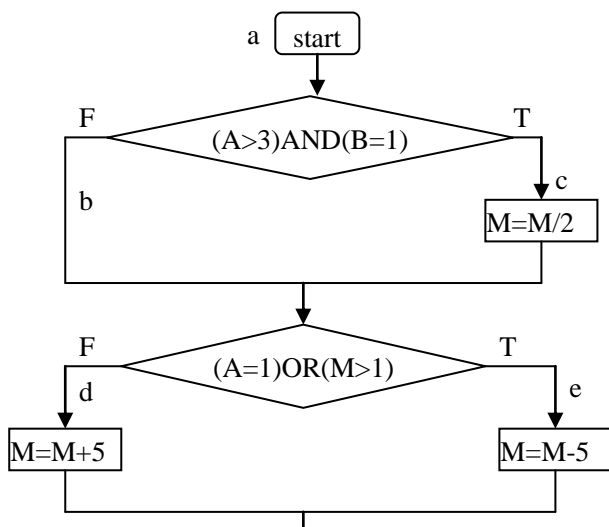 a start
F T
(A>3)AND(B=1)
c
b
M=M/2
F T
(A=1)OR(M>1)
d e
M=M+5 M=M-5